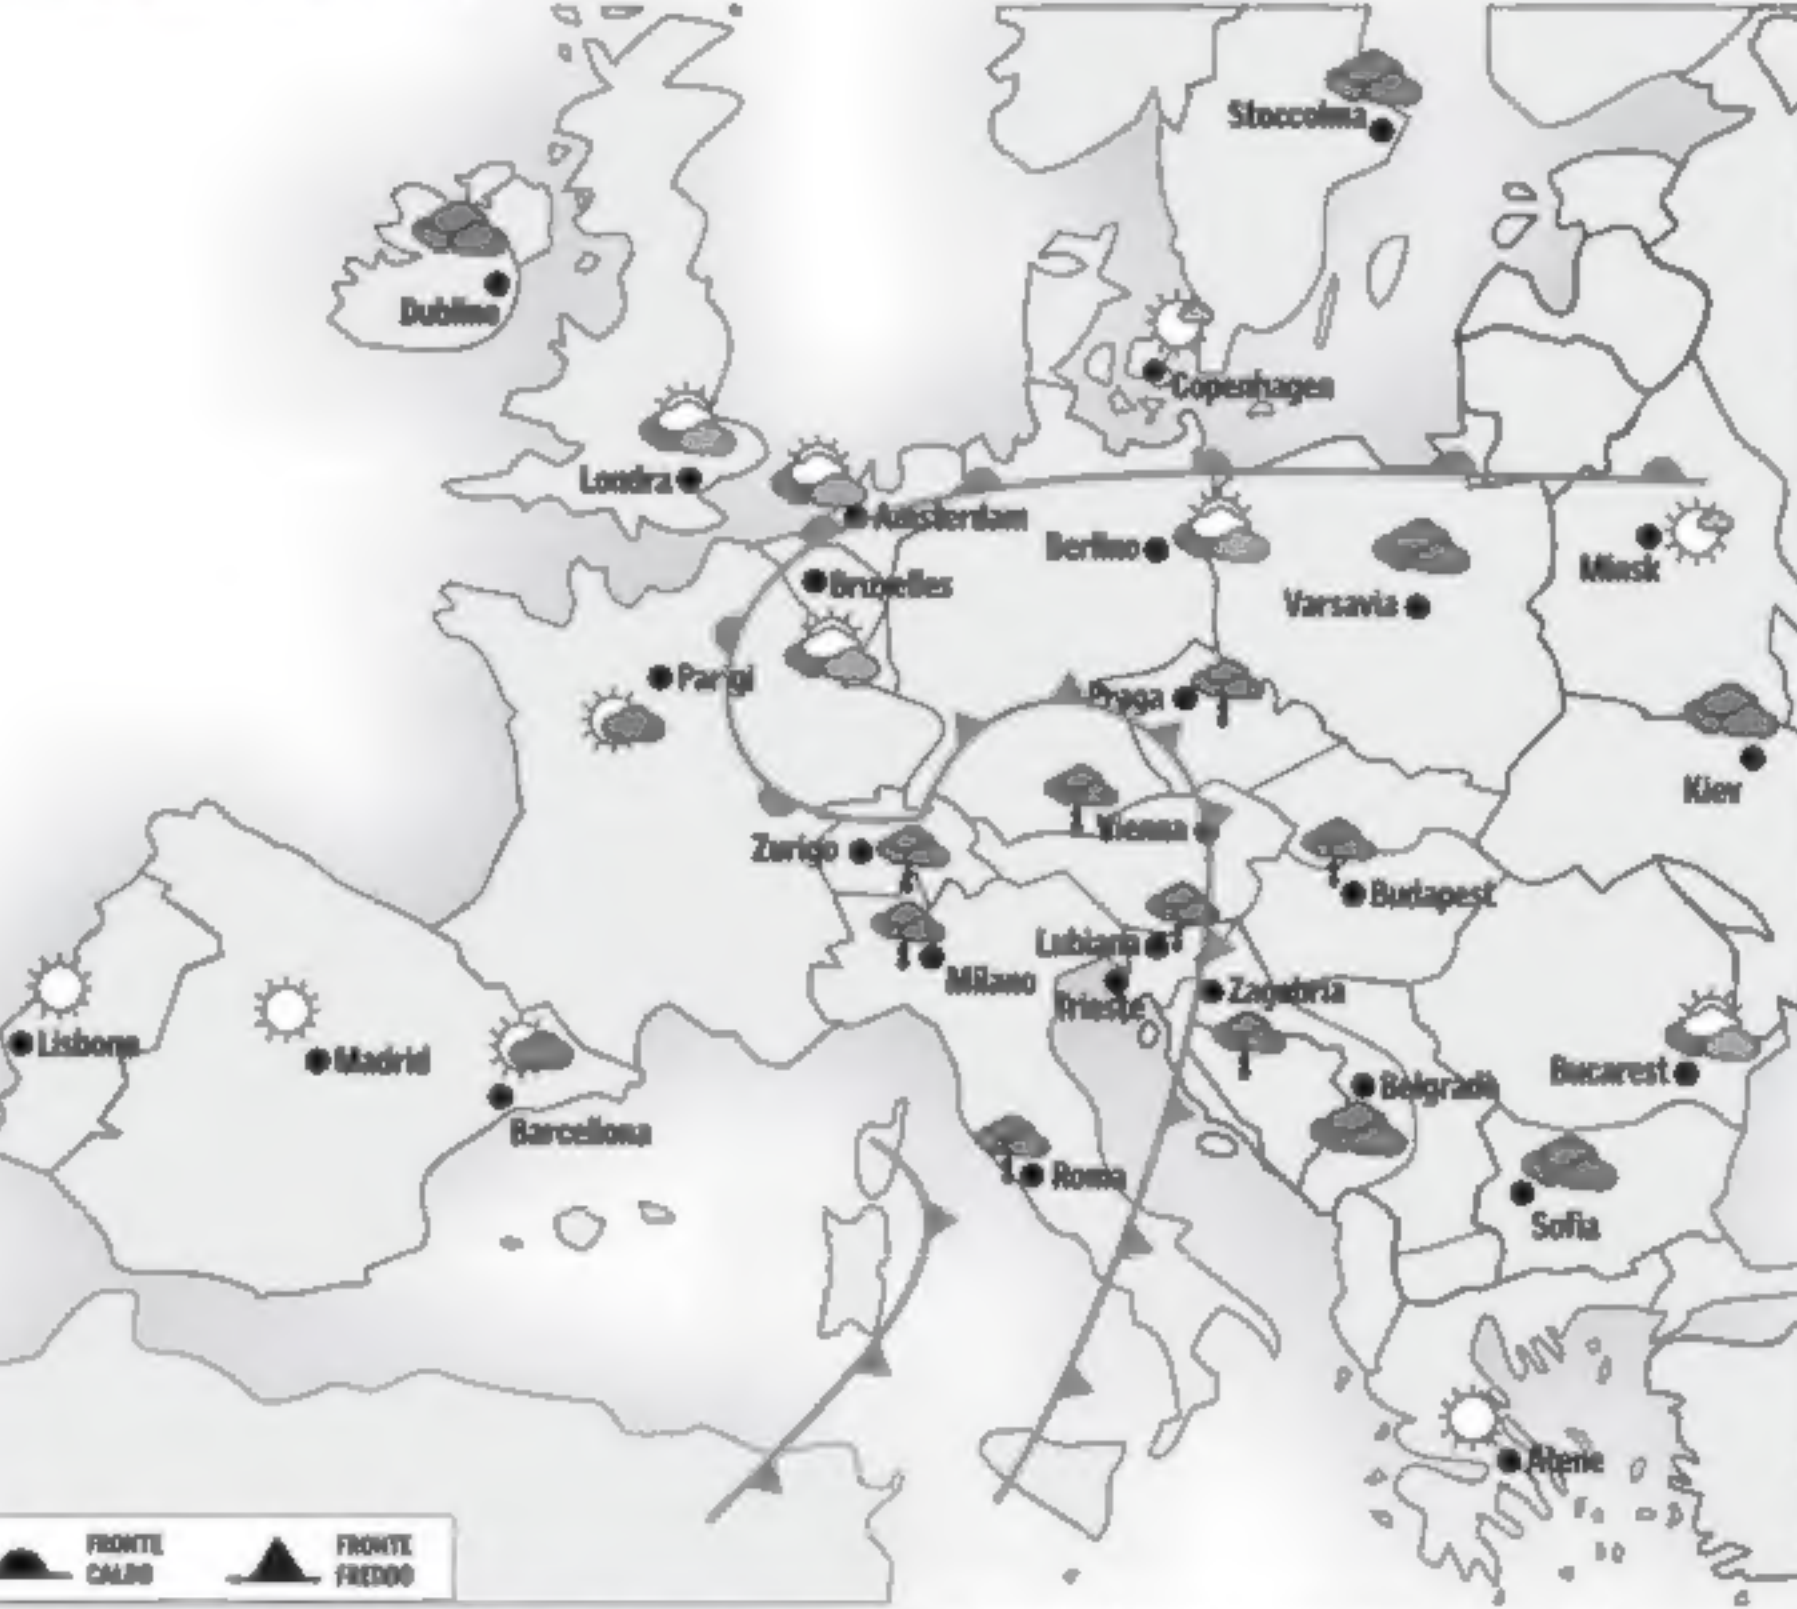 Stoccolma
Dublino
Copenhagen
Londra
Amsterdam
Berlino
Bruxelles
Minsk
Varsavia
Parigi
Praga
Kiev
Vienna
Zurigo
Budapest
Lubiana
Milano
Trieste
Zagabria
Lisbona
Madrid
Bucarest
Belgrado
Barcellona
Roma
Sofia
Atene
FRONTE
CALDO
FRONTE
FREDDO